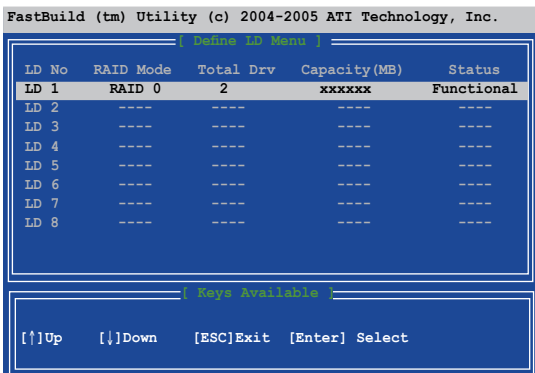 FastBuild (tm) Utility (c) 2004-2005 ATI Technology, Inc.
[ Define LD Menu ]
LD No RAID Mode Total Drv Capacity(MB) Status
LD 1 RAID 0 2 xxxxxx Functional
LD 2 ---- ---- ---- ----
LD 3 ---- ---- ---- ----
LD 4 ---- ---- ---- ----
LD 5 ---- ---- ---- ----
LD 6 ---- ---- ---- ----
LD 7 ---- ---- ---- ----
LD 8 ---- ---- ---- ----
[ Keys Available ]
[↑]Up [↓]Down [ESC]Exit [Enter] Select